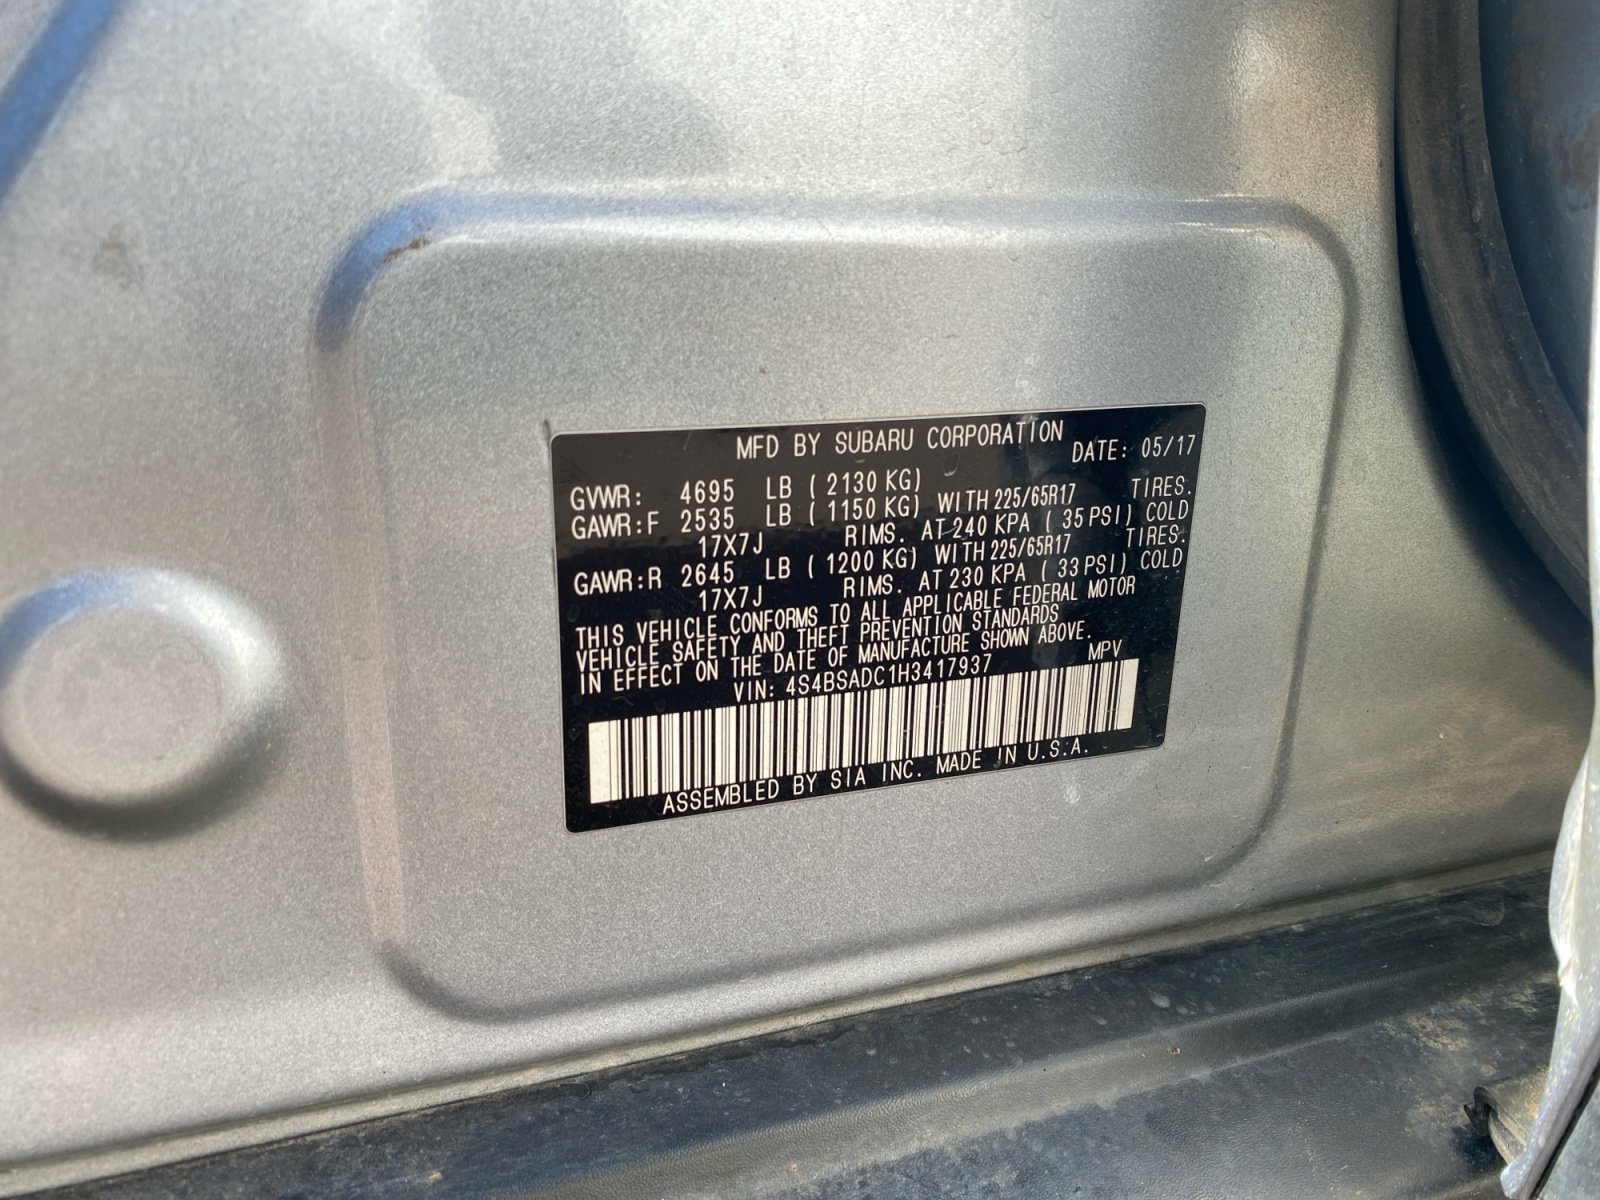 MFD BY SUBARU CORPORATION DATE: 05/17
GVWR: 4695 LB ( 2130 KG)
GAWR:F 2535 LB ( 1150 KG) WITH 225/65R17 TIRES.
17X7J RIMS. AT 240 KPA ( 35 PSI) COLD
GAWR:R 2645 LB ( 1200 KG) WITH 225/65R17 TIRES.
17X7J RIMS. AT 230 KPA ( 33 PSI) COLD
THIS VEHICLE CONFORMS TO ALL APPLICABLE FEDERAL MOTOR
VEHICLE SAFETY AND THEFT PREVENTION STANDARDS
IN EFFECT ON THE DATE OF MANUFACTURE SHOWN ABOVE.
VIN: 4S4BSADC1H3417937 MPV
ASSEMBLED BY SIA INC. MADE IN U.S.A.